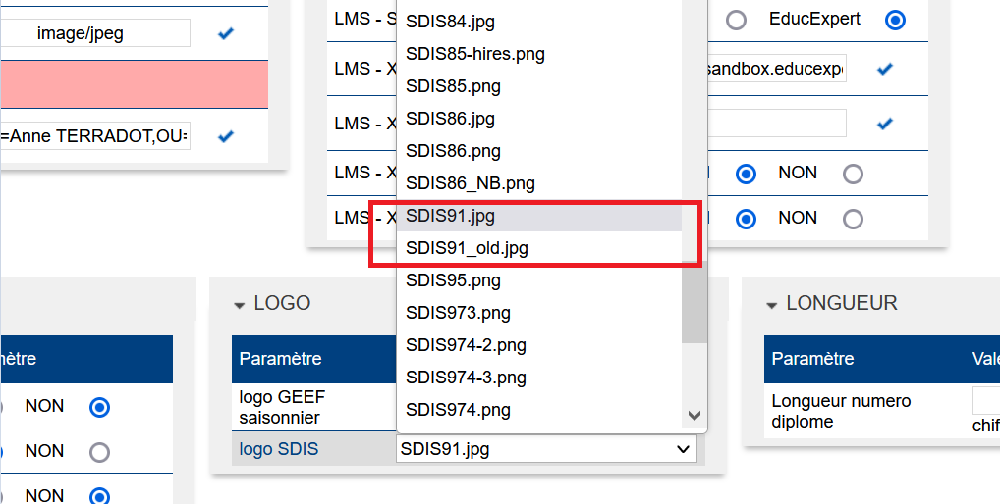 image/jpeg
=Anne TERRADOT,OU=
LMS - S
EducExpert
LMS - X
sandbox.educexp
LMS - X
LMS - X
NON
LMS - X
NON
SDIS84.jpg
SDIS85-hires.png
SDIS85.png
SDIS86.jpg
SDIS86.png
SDIS86_NB.png
SDIS91.jpg
SDIS91_old.jpg
SDIS95.png
SDIS973.png
SDIS974-2.png
SDIS974-3.png
SDIS974.png
mètre
NON
NON
NON
LOGO
Paramètre
logo GEEF
saisonnier
logo SDIS
SDIS91.jpg
LONGUEUR
Paramètre Vale
Longueur numero
diplome
chif